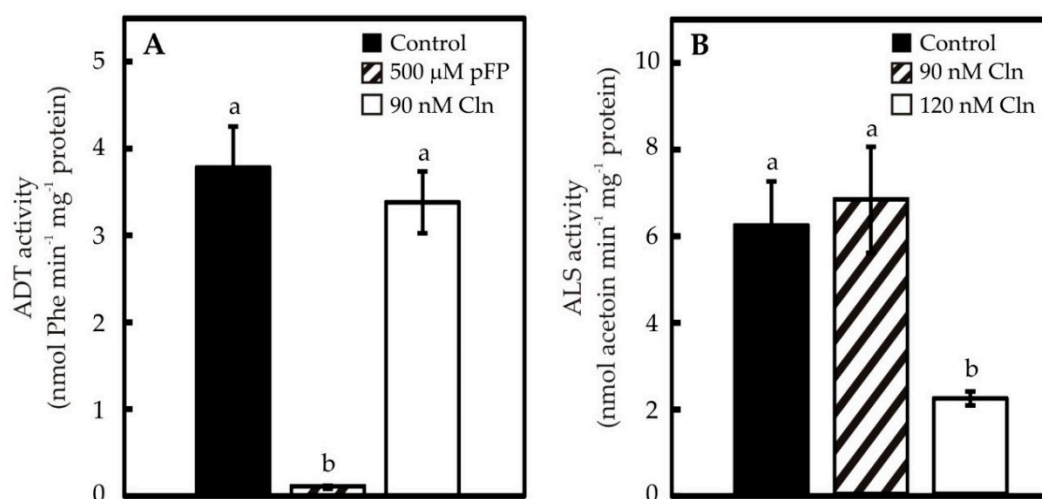 A
Control
500 µM pFP
90 nM Cln
ADT activity
(nmol Phe min⁻¹ mg⁻¹ protein)
5
4
3
2
1
0
a
b
a
B
Control
90 nM Cln
120 nM Cln
ALS activity
(nmol acetoin min⁻¹ mg⁻¹ protein)
10
8
6
4
2
0
a
a
b